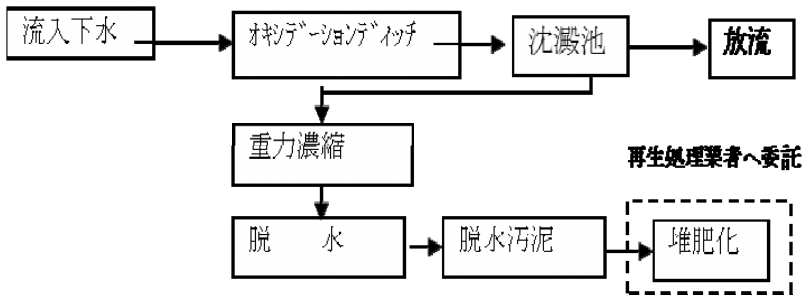 流入下水
ｵｷｼﾃﾞｰｼｮﾝﾃﾞｨｯﾁ
沈澱池
放流
重力濃縮
再生処理業者へ委託
脱　　水
脱水汚泥
堆肥化